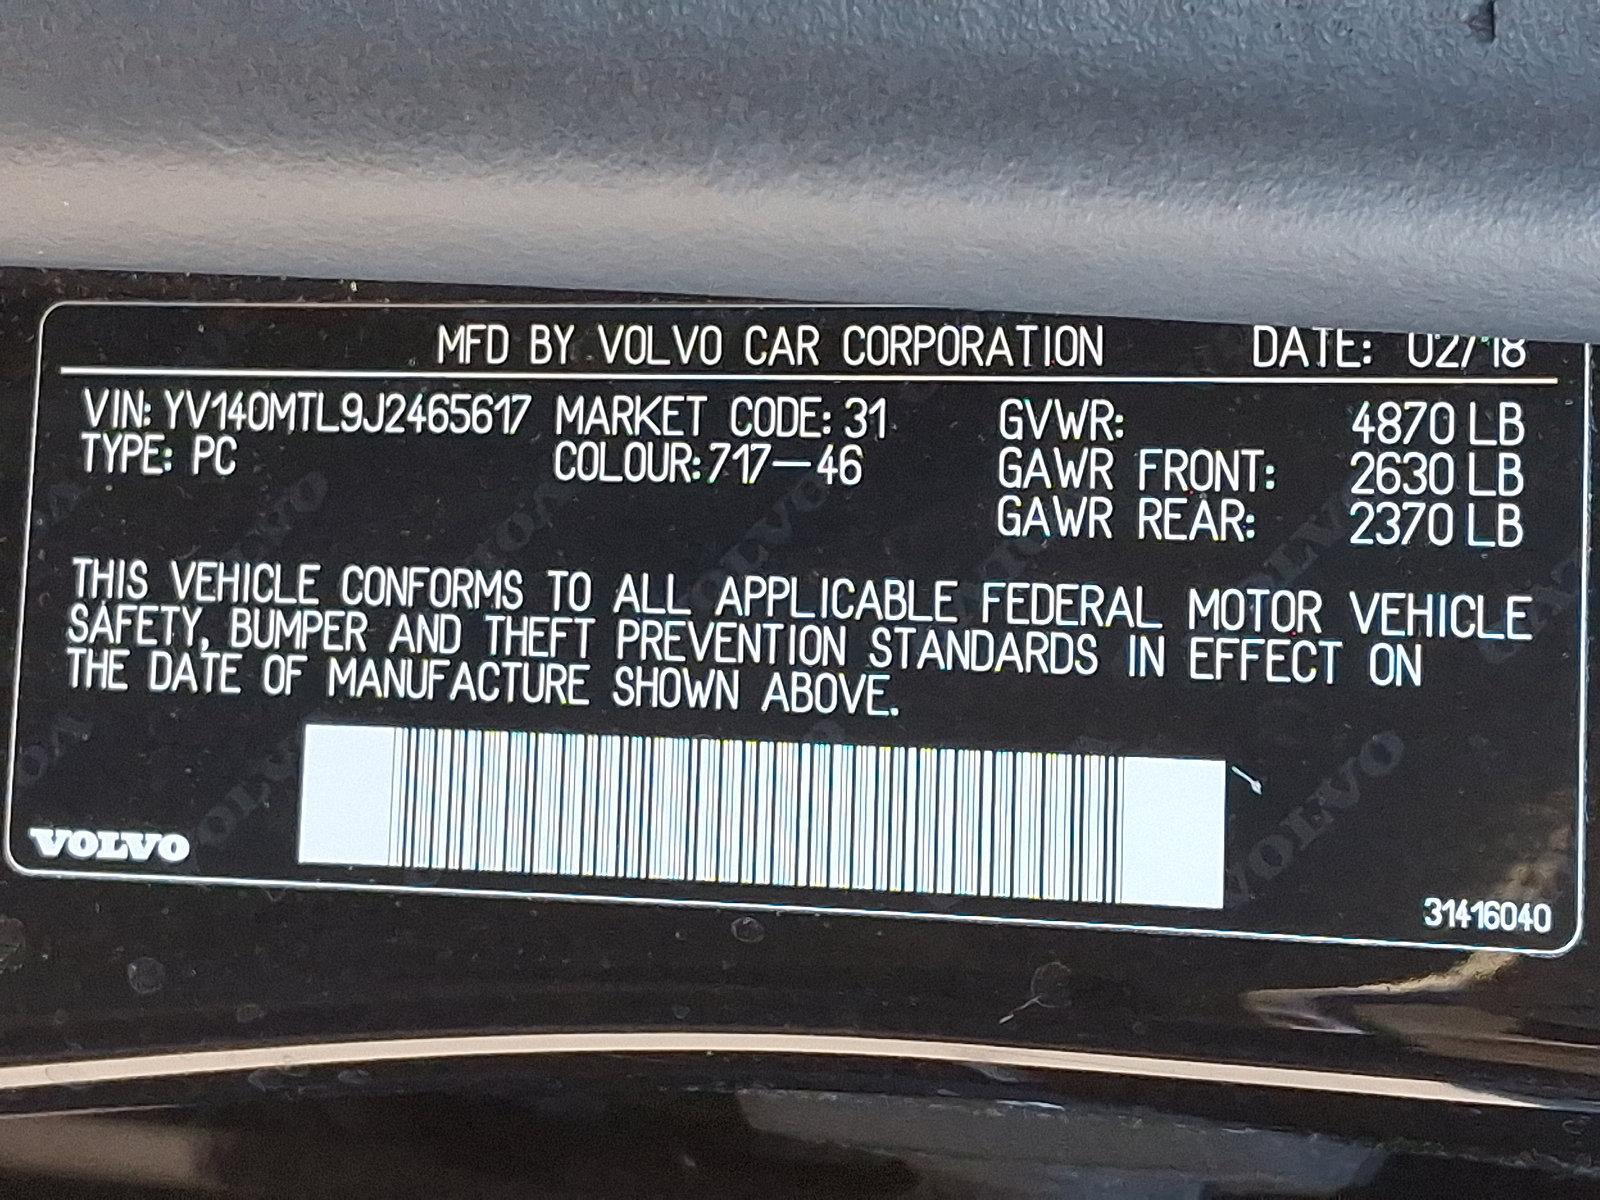 MFD BY VOLVO CAR CORPORATION DATE: 02/18
VIN: YV140MTL9J2465617 MARKET CODE: 31 GVWR: 4870 LB
TYPE: PC COLOUR: 717-46 GAWR FRONT: 2630 LB
GAWR REAR: 2370 LB
THIS VEHICLE CONFORMS TO ALL APPLICABLE FEDERAL MOTOR VEHICLE
SAFETY, BUMPER AND THEFT PREVENTION STANDARDS IN EFFECT ON
THE DATE OF MANUFACTURE SHOWN ABOVE.
VOLVO
31416040